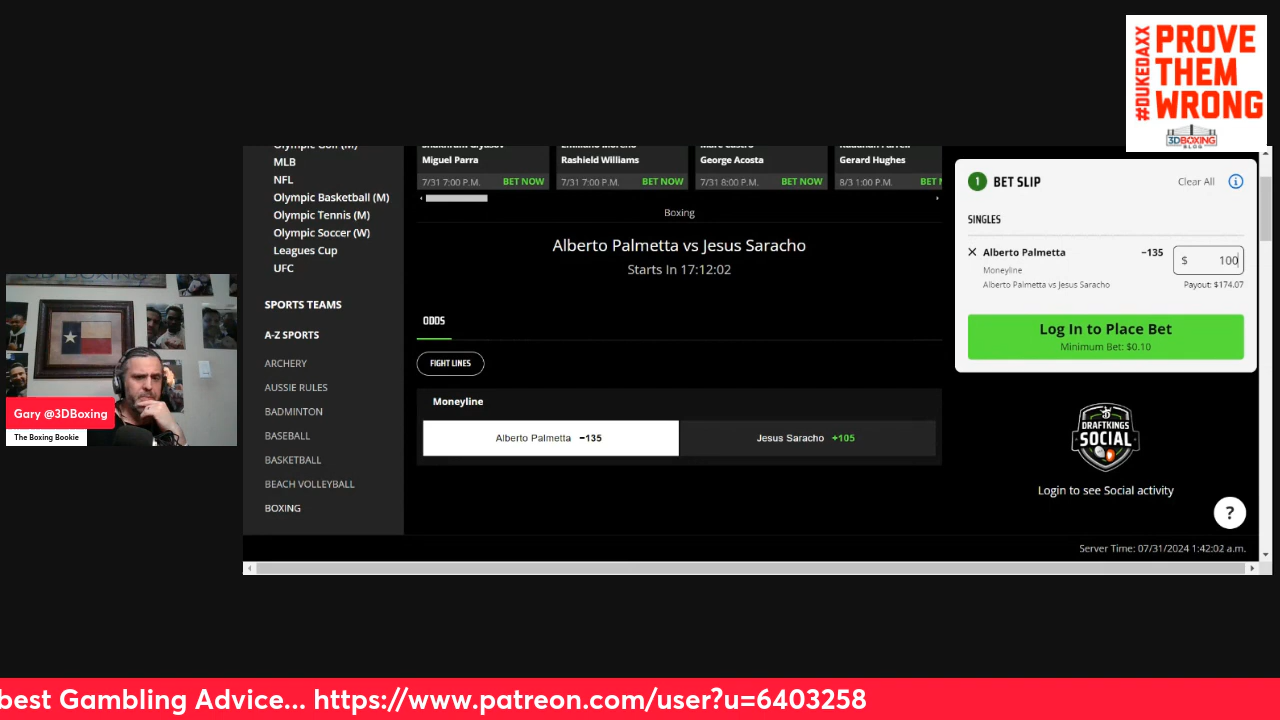 #DUKEDAXX
PROVE
THEM
WRONG
3DBOXING
BLOG
MLB
NFL
Olympic Basketball (M)
Olympic Tennis (M)
Olympic Soccer (W)
Leagues Cup
UFC
SPORTS TEAMS
A-Z SPORTS
ARCHERY
AUSSIE RULES
BADMINTON
BASEBALL
BASKETBALL
BEACH VOLLEYBALL
BOXING
Miguel Parra
7/31 7:00 P.M. BET NOW
Rashield Williams
7/31 7:00 P.M. BET NOW
George Acosta
7/31 8:00 P.M. BET NOW
Gerard Hughes
8/3 1:00 P.M. BET
Boxing
Alberto Palmetta vs Jesus Saracho
Starts In 17:12:02
ODDS
FIGHT LINES
Moneyline
Alberto Palmetta −135
Jesus Saracho +105
1 BET SLIP Clear All i
SINGLES
× Alberto Palmetta −135 $ 100
Moneyline
Alberto Palmetta vs Jesus Saracho Payout: $174.07
Log In to Place Bet
Minimum Bet: $0.10
DRAFTKINGS
SOCIAL
Login to see Social activity
?
Server Time: 07/31/2024 1:42:02 a.m.
Gary @3DBoxing
The Boxing Bookie
best Gambling Advice... https://www.patreon.com/user?u=6403258